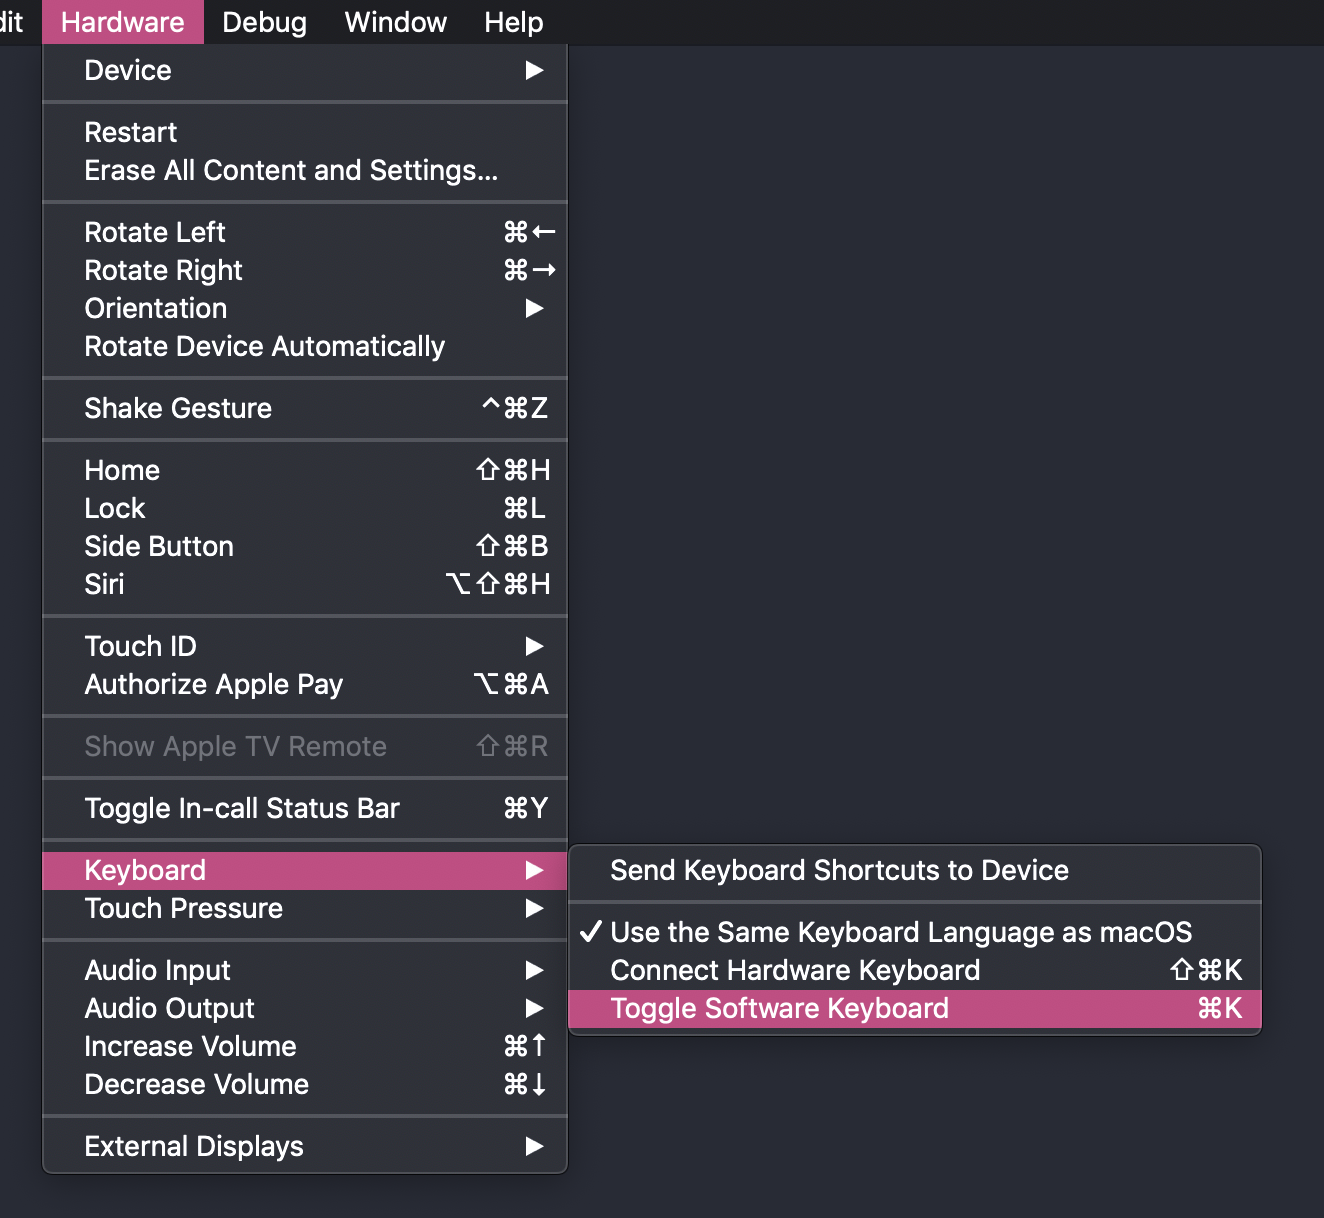 dit Hardware Debug Window Help
Device ▶
Restart
Erase All Content and Settings...
Rotate Left ⌘←
Rotate Right ⌘→
Orientation ▶
Rotate Device Automatically
Shake Gesture ^⌘Z
Home ⇧⌘H
Lock ⌘L
Side Button ⇧⌘B
Siri ⌥⇧⌘H
Touch ID ▶
Authorize Apple Pay ⌥⌘A
Show Apple TV Remote ⇧⌘R
Toggle In-call Status Bar ⌘Y
Keyboard ▶
Touch Pressure ▶
Audio Input ▶
Audio Output ▶
Increase Volume ⌘↑
Decrease Volume ⌘↓
External Displays ▶
Send Keyboard Shortcuts to Device
✓ Use the Same Keyboard Language as macOS
Connect Hardware Keyboard ⇧⌘K
Toggle Software Keyboard ⌘K